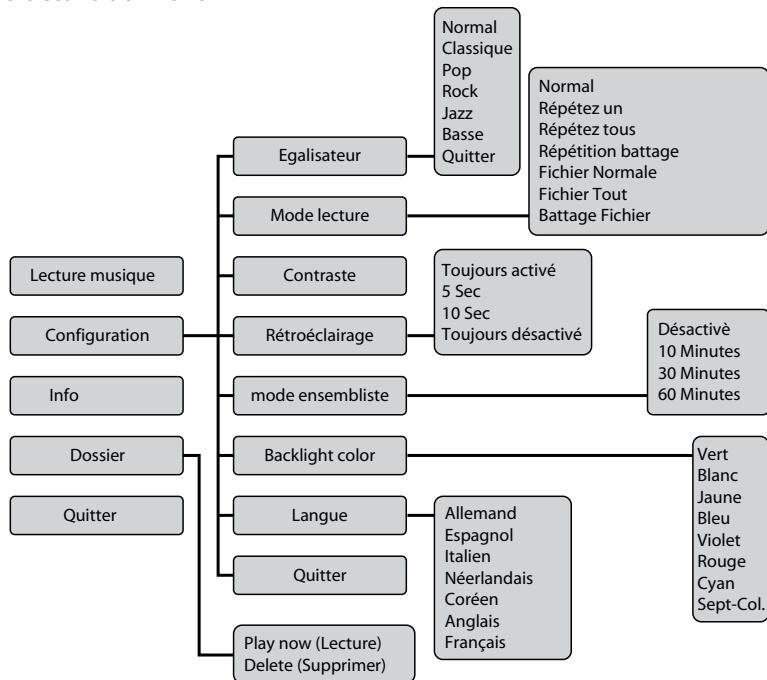 Normal
Classique
Pop
Rock
Jazz
Basse
Quitter
Normal
Répétez un
Répétez tous
Répétition battage
Fichier Normale
Fichier Tout
Battage Fichier
Egalisateur
Mode lecture
Lecture musique
Contraste
Toujours activé
5 Sec
10 Sec
Toujours désactivé
Configuration
Rétroéclairage
Désactivè
10 Minutes
30 Minutes
60 Minutes
Info
mode ensembliste
Dossier
Backlight color
Vert
Blanc
Jaune
Bleu
Violet
Rouge
Cyan
Sept-Col.
Quitter
Langue
Allemand
Espagnol
Italien
Néerlandais
Coréen
Anglais
Français
Quitter
Play now (Lecture)
Delete (Supprimer)